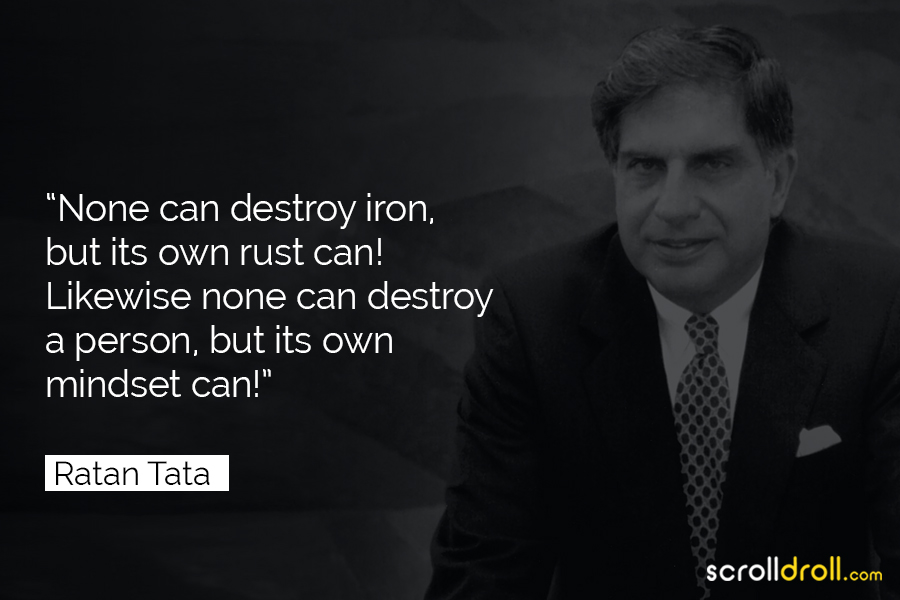 “None can destroy iron,
but its own rust can!
Likewise none can destroy
a person, but its own
mindset can!”
Ratan Tata
scrolldroll.com